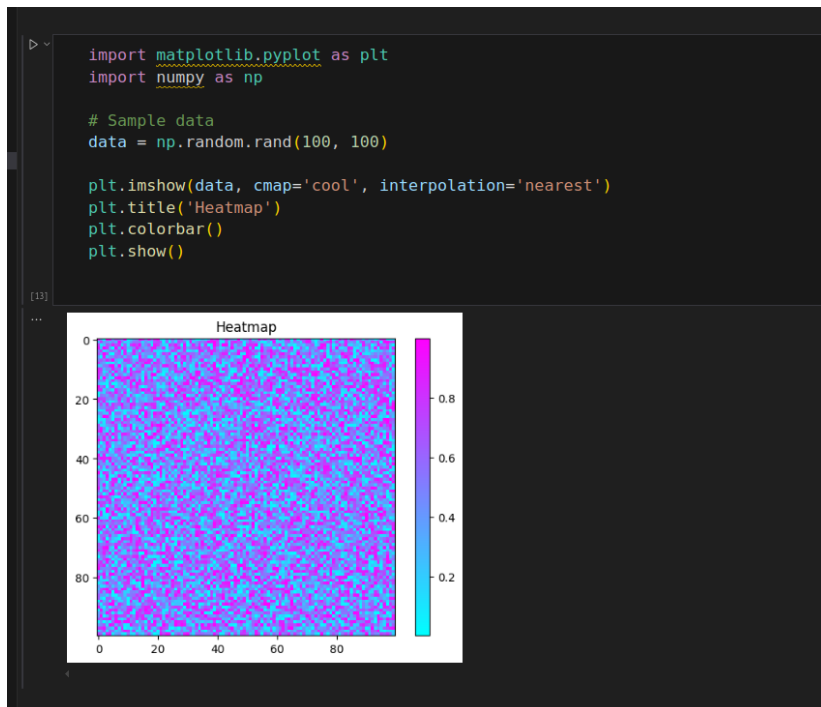 import matplotlib.pyplot as plt
import numpy as np
# Sample data
data = np.random.rand(100, 100)
plt.imshow(data, cmap='cool', interpolation='nearest')
plt.title('Heatmap')
plt.colorbar()
plt.show()
[13]
...
Heatmap
0
20
40
60
80
0 20 40 60 80
0.8
0.6
0.4
0.2